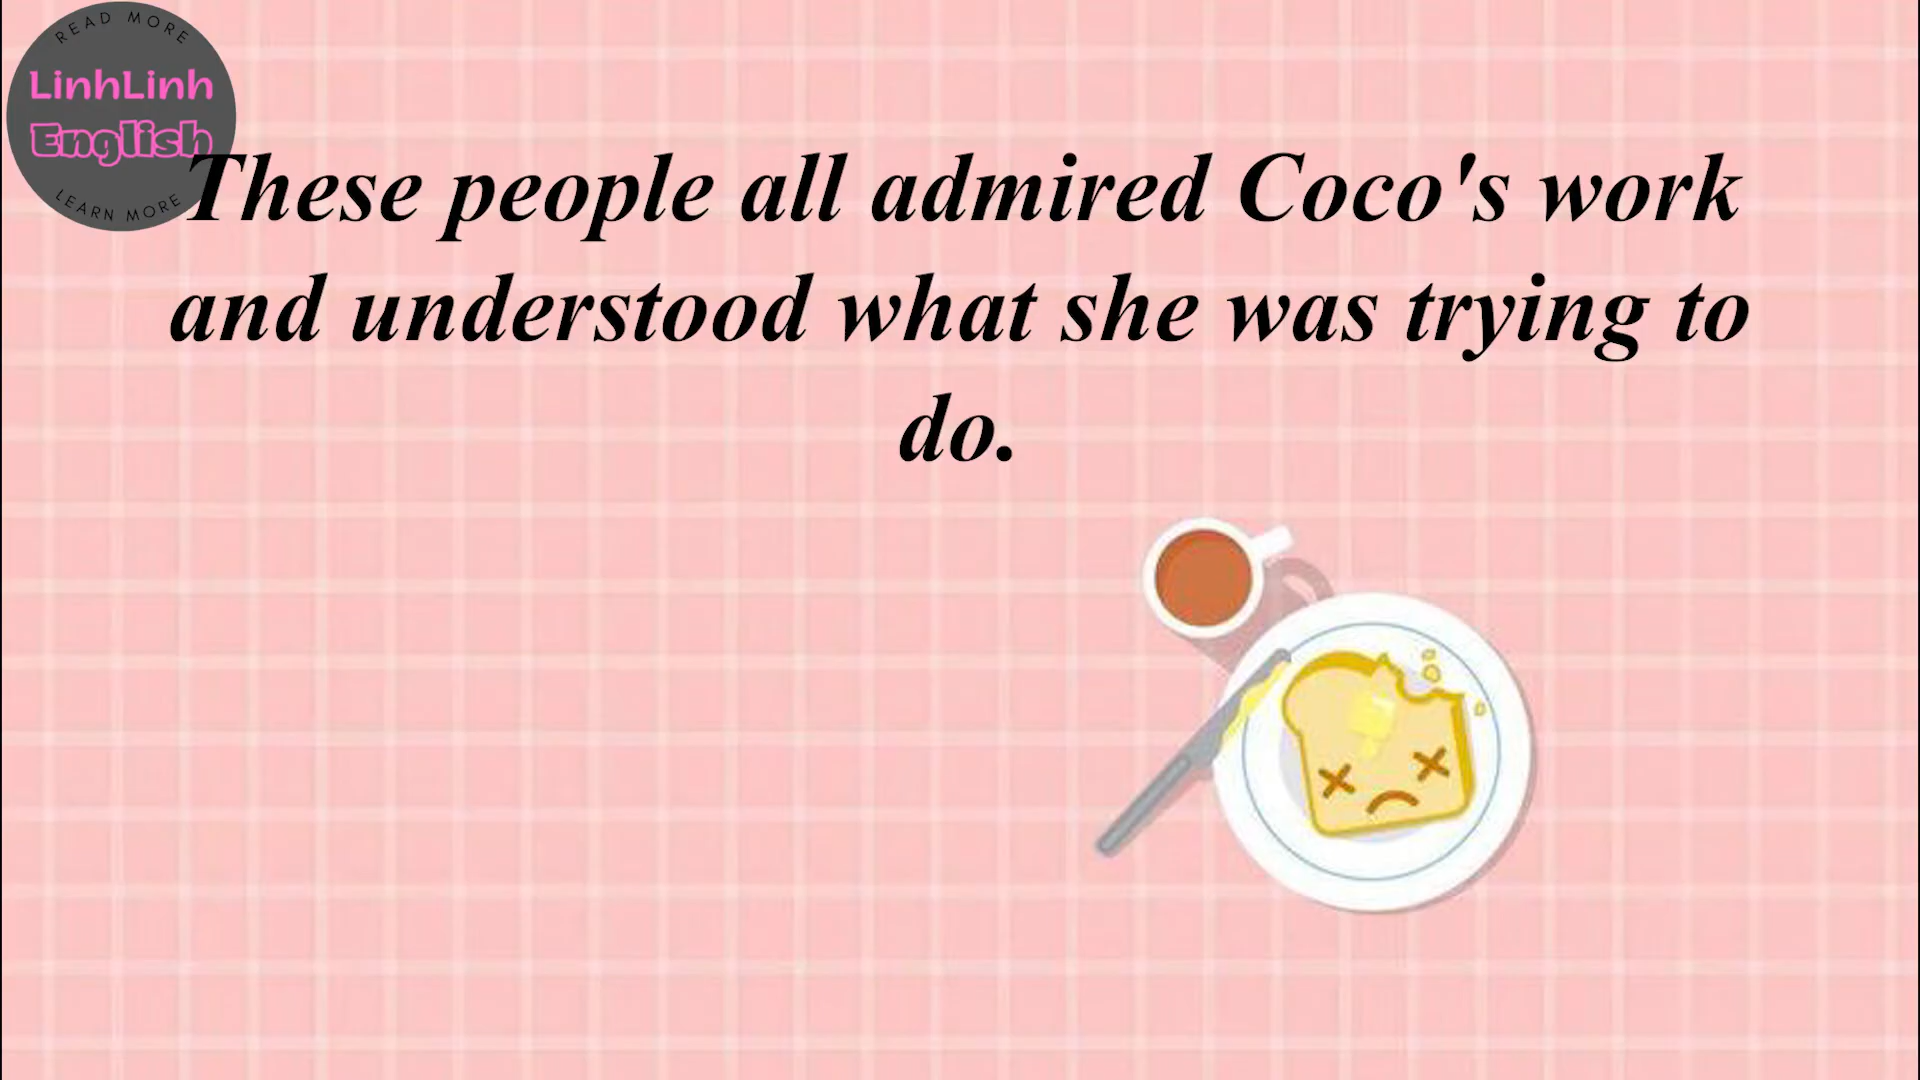 READ MORE
LinhLinh
English
LEARN MORE
These people all admired Coco's work
and understood what she was trying to
do.